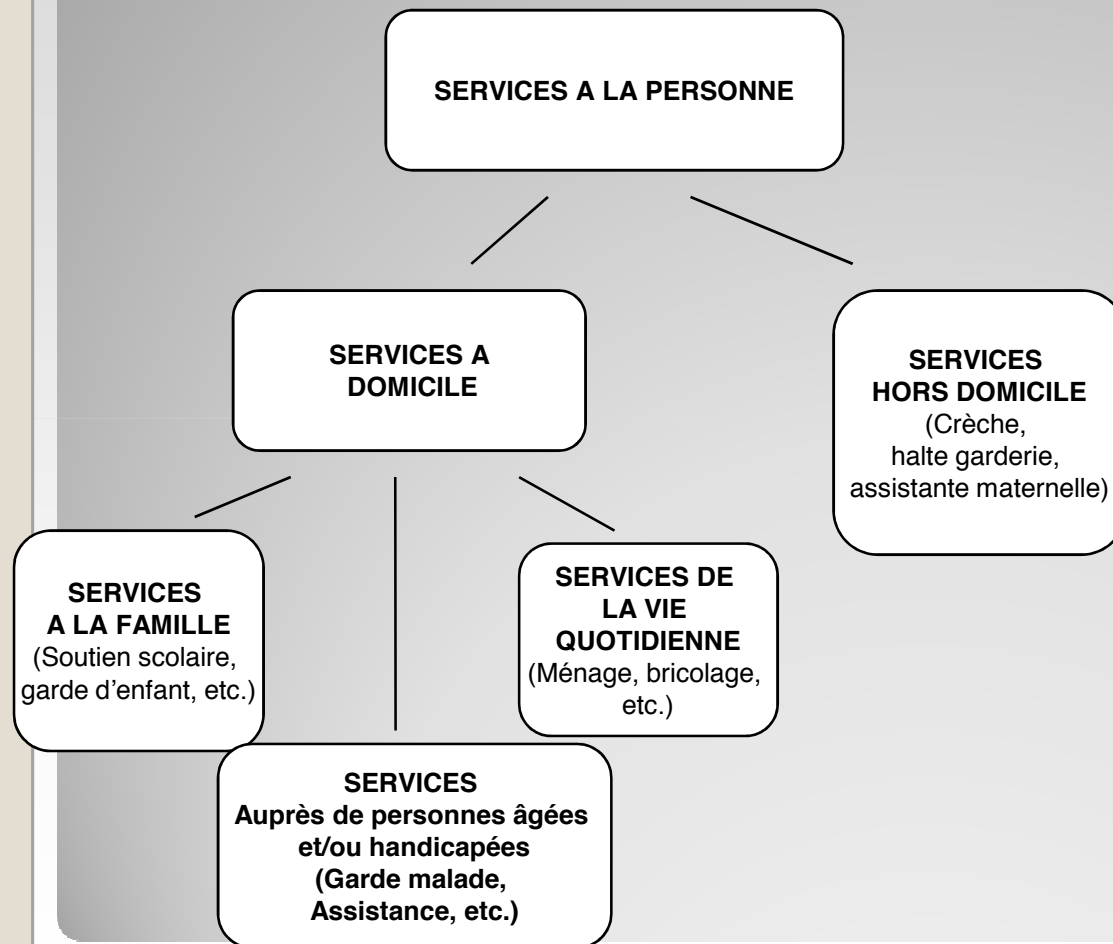 SERVICES A LA PERSONNE
SERVICES A
DOMICILE
SERVICES
HORS DOMICILE
(Crèche,
halte garderie,
assistante maternelle)
SERVICES
A LA FAMILLE
(Soutien scolaire,
garde d'enfant, etc.)
SERVICES DE
LA VIE
QUOTIDIENNE
(Ménage, bricolage,
etc.)
SERVICES
Auprès de personnes âgées
et/ou handicapées
(Garde malade,
Assistance, etc.)